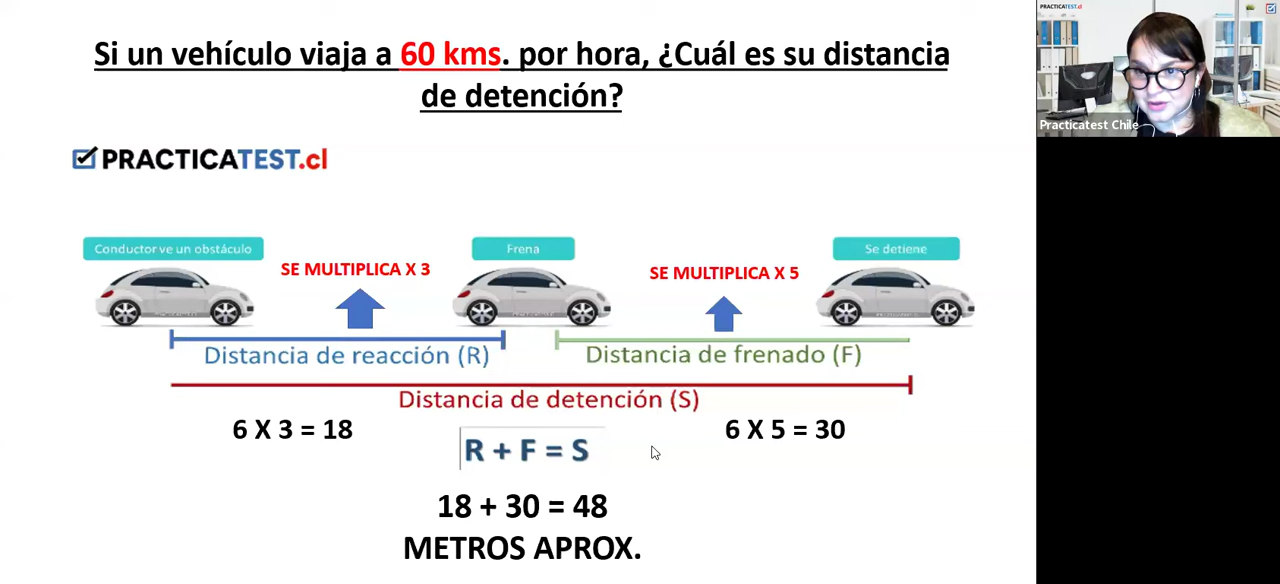 Si un vehículo viaja a 60 kms. por hora, ¿Cuál es su distancia
de detención?
PRACTICATEST.cl
PRACTICATEST.cl
Practicatest Chile
Conductor ve un obstáculo
Frena
Se detiene
SE MULTIPLICA X 3
SE MULTIPLICA X 5
Distancia de reacción (R)
Distancia de frenado (F)
Distancia de detención (S)
6 X 3 = 18
6 X 5 = 30
R + F = S
18 + 30 = 48
METROS APROX.